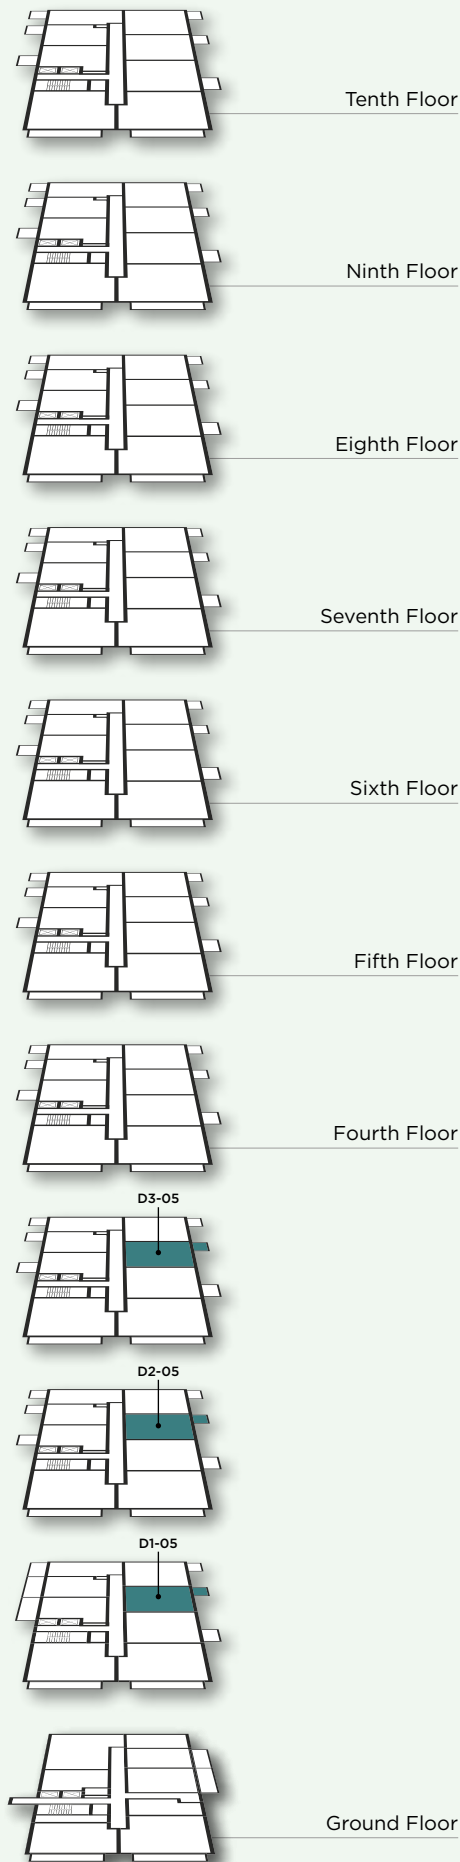 Tenth Floor
Ninth Floor
Eighth Floor
Seventh Floor
Sixth Floor
Fifth Floor
Fourth Floor
D3-05
D2-05
D1-05
Ground Floor